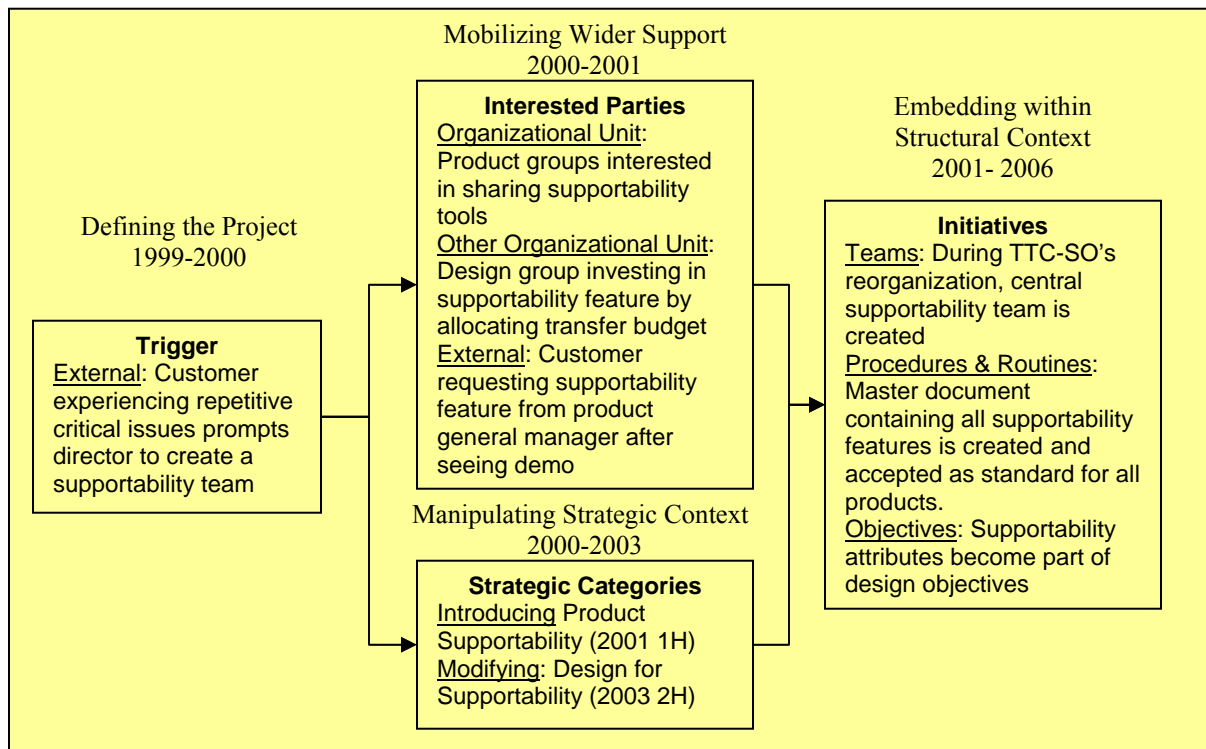 Defining the Project
1999-2000
Trigger
External: Customer
experiencing repetitive
critical issues prompts
director to create a
supportability team
Mobilizing Wider Support
2000-2001
Interested Parties
Organizational Unit:
Product groups interested
in sharing supportability
tools
Other Organizational Unit:
Design group investing in
supportability feature by
allocating transfer budget
External: Customer
requesting supportability
feature from product
general manager after
seeing demo
Manipulating Strategic Context
2000-2003
Strategic Categories
Introducing Product
Supportability (2001 1H)
Modifying: Design for
Supportability (2003 2H)
Embedding within
Structural Context
2001- 2006
Initiatives
Teams: During TTC-SO’s
reorganization, central
supportability team is
created
Procedures & Routines:
Master document
containing all supportability
features is created and
accepted as standard for all
products.
Objectives: Supportability
attributes become part of
design objectives